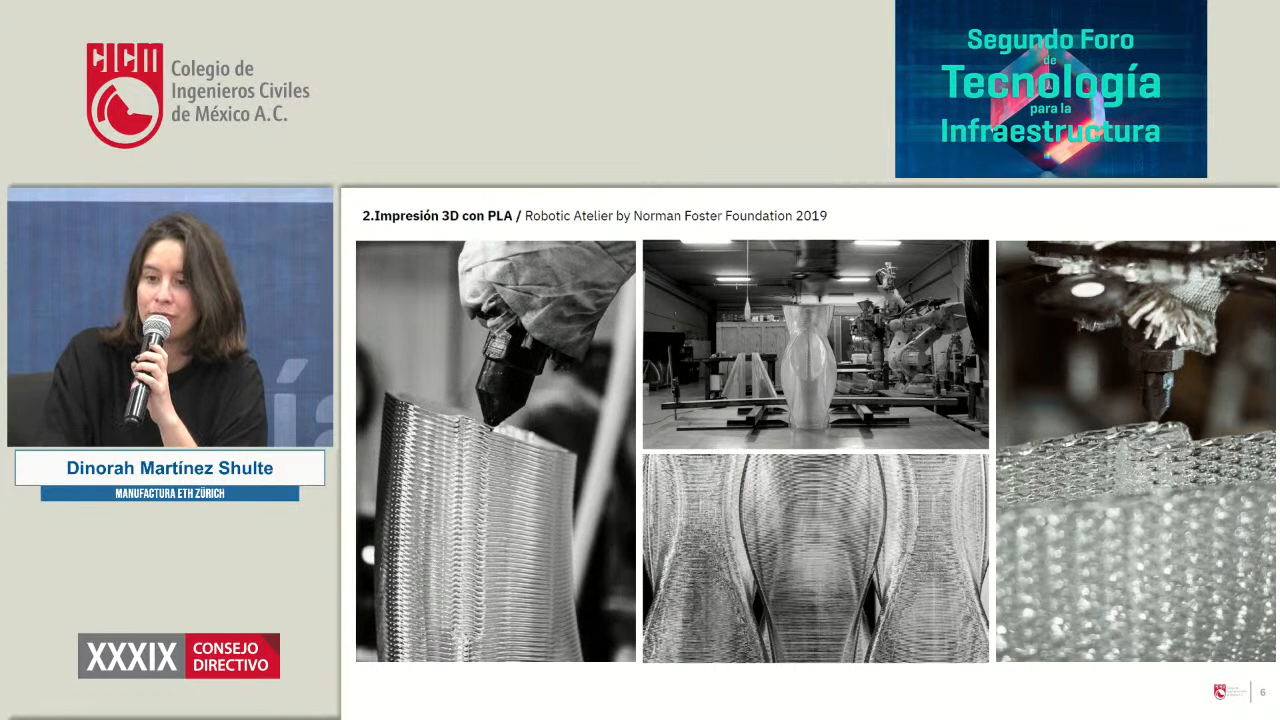 CICM
Colegio de
Ingenieros Civiles
de México A.C.
Segundo Foro
de
Tecnología
para la
Infraestructura
2.Impresión 3D con PLA / Robotic Atelier by Norman Foster Foundation 2019
Dinorah Martínez Shulte
MANUFACTURA ETH ZÜRICH
XXXIX CONSEJO
DIRECTIVO
6